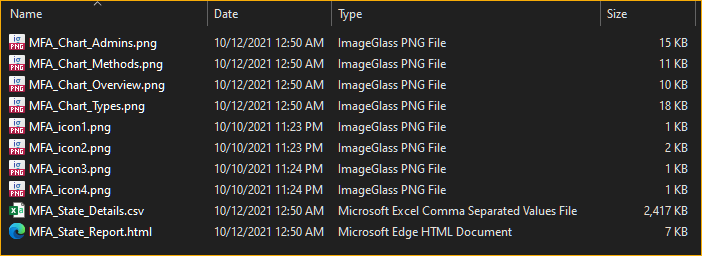 Name Date Type Size
MFA_Chart_Admins.png 10/12/2021 12:50 AM ImageGlass PNG File 15 KB
MFA_Chart_Methods.png 10/12/2021 12:50 AM ImageGlass PNG File 11 KB
MFA_Chart_Overview.png 10/12/2021 12:50 AM ImageGlass PNG File 10 KB
MFA_Chart_Types.png 10/12/2021 12:50 AM ImageGlass PNG File 18 KB
MFA_icon1.png 10/10/2021 11:23 PM ImageGlass PNG File 1 KB
MFA_icon2.png 10/10/2021 11:23 PM ImageGlass PNG File 2 KB
MFA_icon3.png 10/10/2021 11:24 PM ImageGlass PNG File 1 KB
MFA_icon4.png 10/10/2021 11:24 PM ImageGlass PNG File 1 KB
MFA_State_Details.csv 10/12/2021 12:50 AM Microsoft Excel Comma Separated Values File 2,417 KB
MFA_State_Report.html 10/12/2021 12:50 AM Microsoft Edge HTML Document 7 KB